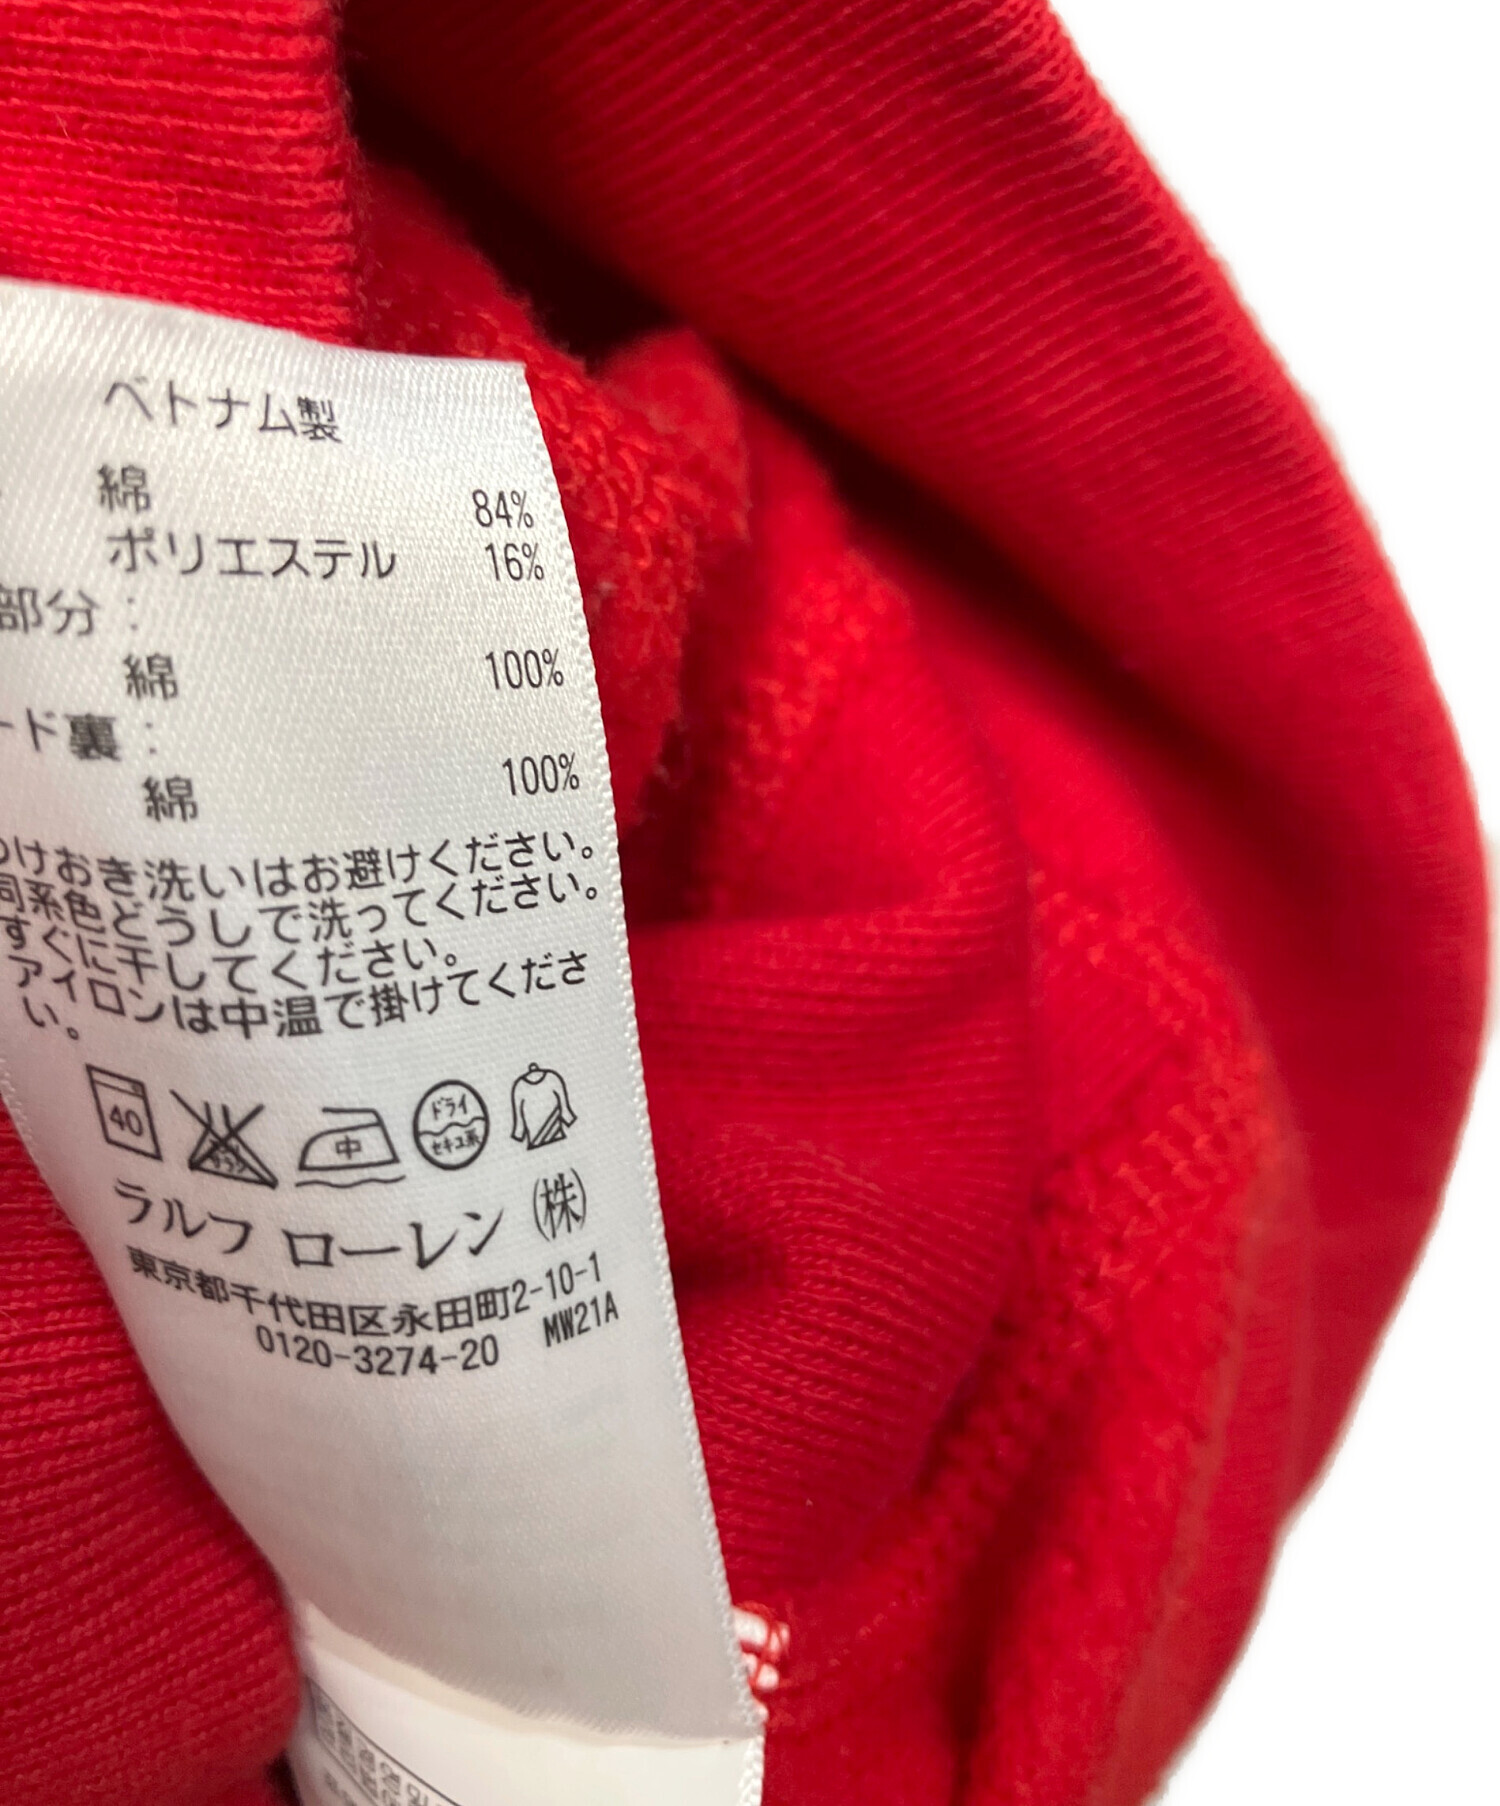 ベトナム製
綿 84%
ポリエステル 16%
部分：
綿 100%
ード裏：
綿 100%
つけおき洗いはお避けください。
同系色どうしで洗ってください。
すぐに干してください。
アイロンは中温で掛けてくださ
い。
40 中 ドライ
セキユ系
ラルフ ローレン ㈱
東京都千代田区永田町2-10-1
0120-3274-20 MW21A